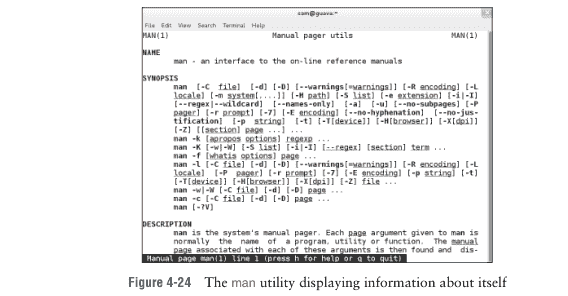 sam@guava:~
File Edit View Search Terminal Help
MAN(1) Manual pager utils MAN(1)
NAME
man - an interface to the on-line reference manuals
SYNOPSIS
man [-C file] [-d] [-D] [--warnings[=warnings]] [-R encoding] [-L
locale] [-m system[,...]] [-M path] [-S list] [-e extension] [-i|-I]
[--regex|--wildcard] [--names-only] [-a] [-u] [--no-subpages] [-P
pager] [-r prompt] [-7] [-E encoding] [--no-hyphenation] [--no-jus-
tification] [-p string] [-t] [-T[device]] [-H[browser]] [-X[dpi]]
[-Z] [[section] page ...] ...
man -k [apropos options] regexp ...
man -K [-w|-W] [-S list] [-i|-I] [--regex] [section] term ...
man -f [whatis options] page ...
man -l [-C file] [-d] [-D] [--warnings[=warnings]] [-R encoding] [-L
locale] [-P pager] [-r prompt] [-7] [-E encoding] [-p string] [-t]
[-T[device]] [-H[browser]] [-X[dpi]] [-Z] file ...
man -w|-W [-C file] [-d] [-D] page ...
man -c [-C file] [-d] [-D] page ...
man [-?V]
DESCRIPTION
man is the system's manual pager. Each page argument given to man is
normally the name of a program, utility or function. The manual
page associated with each of these arguments is then found and dis-
Manual page man(1) line 1 (press h for help or q to quit)
Figure 4-24 The man utility displaying information about itself